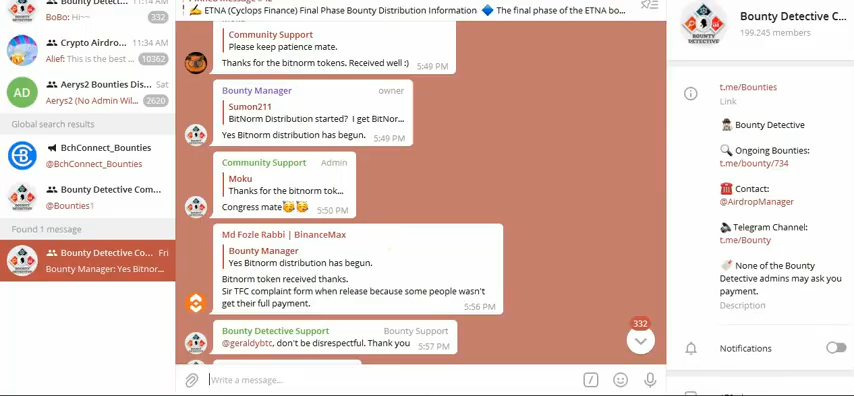 Bounty Detect...
11:14 AM
BoBo: Hi~~
332
Crypto Airdro...
11:34 AM
Alief: This is the best ...
10362
AD
Aerys2 Bounties Dis...
Sat
Aerys2 (No Admin Wil...
2620
Global search results
BchConnect_Bounties
@BchConnect_Bounties
Bounty Detective Com...
@Bounties1
Found 1 message
Bounty Detective Co...
Fri
Bounty Manager: Yes Bitnor...
ETNA (Cyclops Finance) Final Phase Bounty Distribution Information 🔷 The final phase of the ETNA bo...
Moku
Community Support
Please keep patience mate.
Thanks for the bitnorm tokens. Received well :)
5:49 PM
Bounty Manager
owner
Sumon211
BitNorm Distribution started? I get BitNor...
Yes Bitnorm distribution has begun.
5:49 PM
Community Support
Admin
Moku
Thanks for the bitnorm tok...
Congress mate🥳🥳
5:50 PM
Md Fozle Rabbi | BinanceMax
Bounty Manager
Yes Bitnorm distribution has begun.
Bitnorm token received thanks.
Sir TFC complaint form when release because some people wasn't
get their full payment.
5:56 PM
Bounty Detective Support
Bounty Support
@geraldybtc, don't be disrespectful. Thank you
5:57 PM
332
Write a message...
Bounty Detective C...
199,245 members
t.me/Bounties
Link
Bounty Detective
Ongoing Bounties:
t.me/bounty/734
Contact:
@AirdropManager
Telegram Channel:
t.me/Bounty
None of the Bounty
Detective admins may ask you
payment.
Description
Notifications